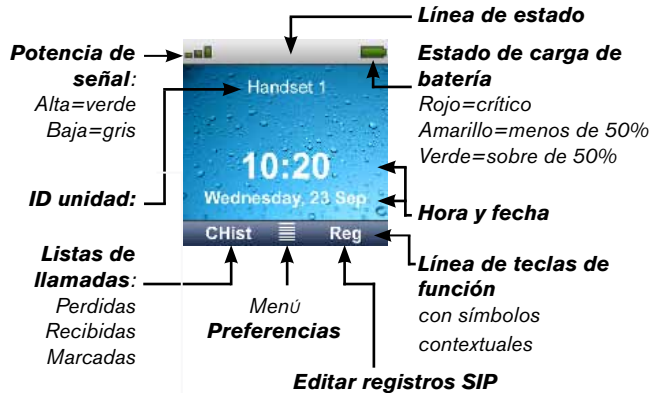 Línea de estado
Potencia de
señal:
Alta=verde
Baja=gris
Estado de carga de
batería
Rojo=crítico
Amarillo=menos de 50%
Verde=sobre de 50%
Handset 1
10:20
Wednesday, 23 Sep
ID unidad:
Hora y fecha
CHist
Reg
Listas de
llamadas:
Perdidas
Recibidas
Marcadas
Menú
Preferencias
Línea de teclas de
función
con símbolos
contextuales
Editar registros SIP